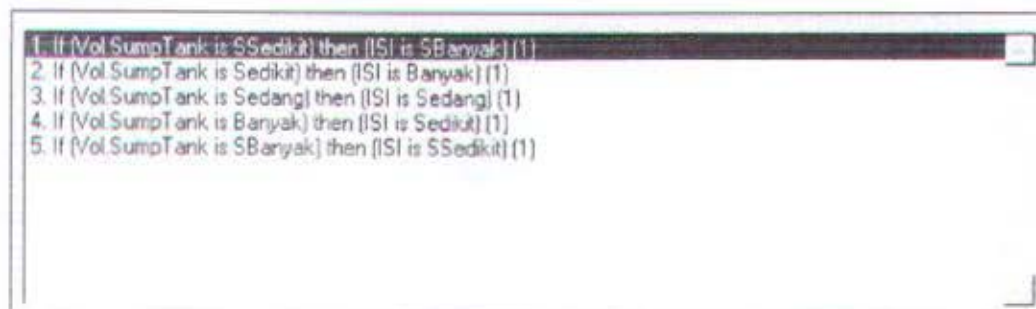 1. If (Vol.SumpTank is SSedikit) then (ISI is SBanyak) (1)
2. If (Vol.SumpTank is Sedikit) then (ISI is Banyak) (1)
3. If (Vol.SumpTank is Sedang) then (ISI is Sedang) (1)
4. If (Vol.SumpTank is Banyak) then (ISI is Sedikit) (1)
5. If (Vol.SumpTank is SBanyak) then (ISI is SSedikit) (1)